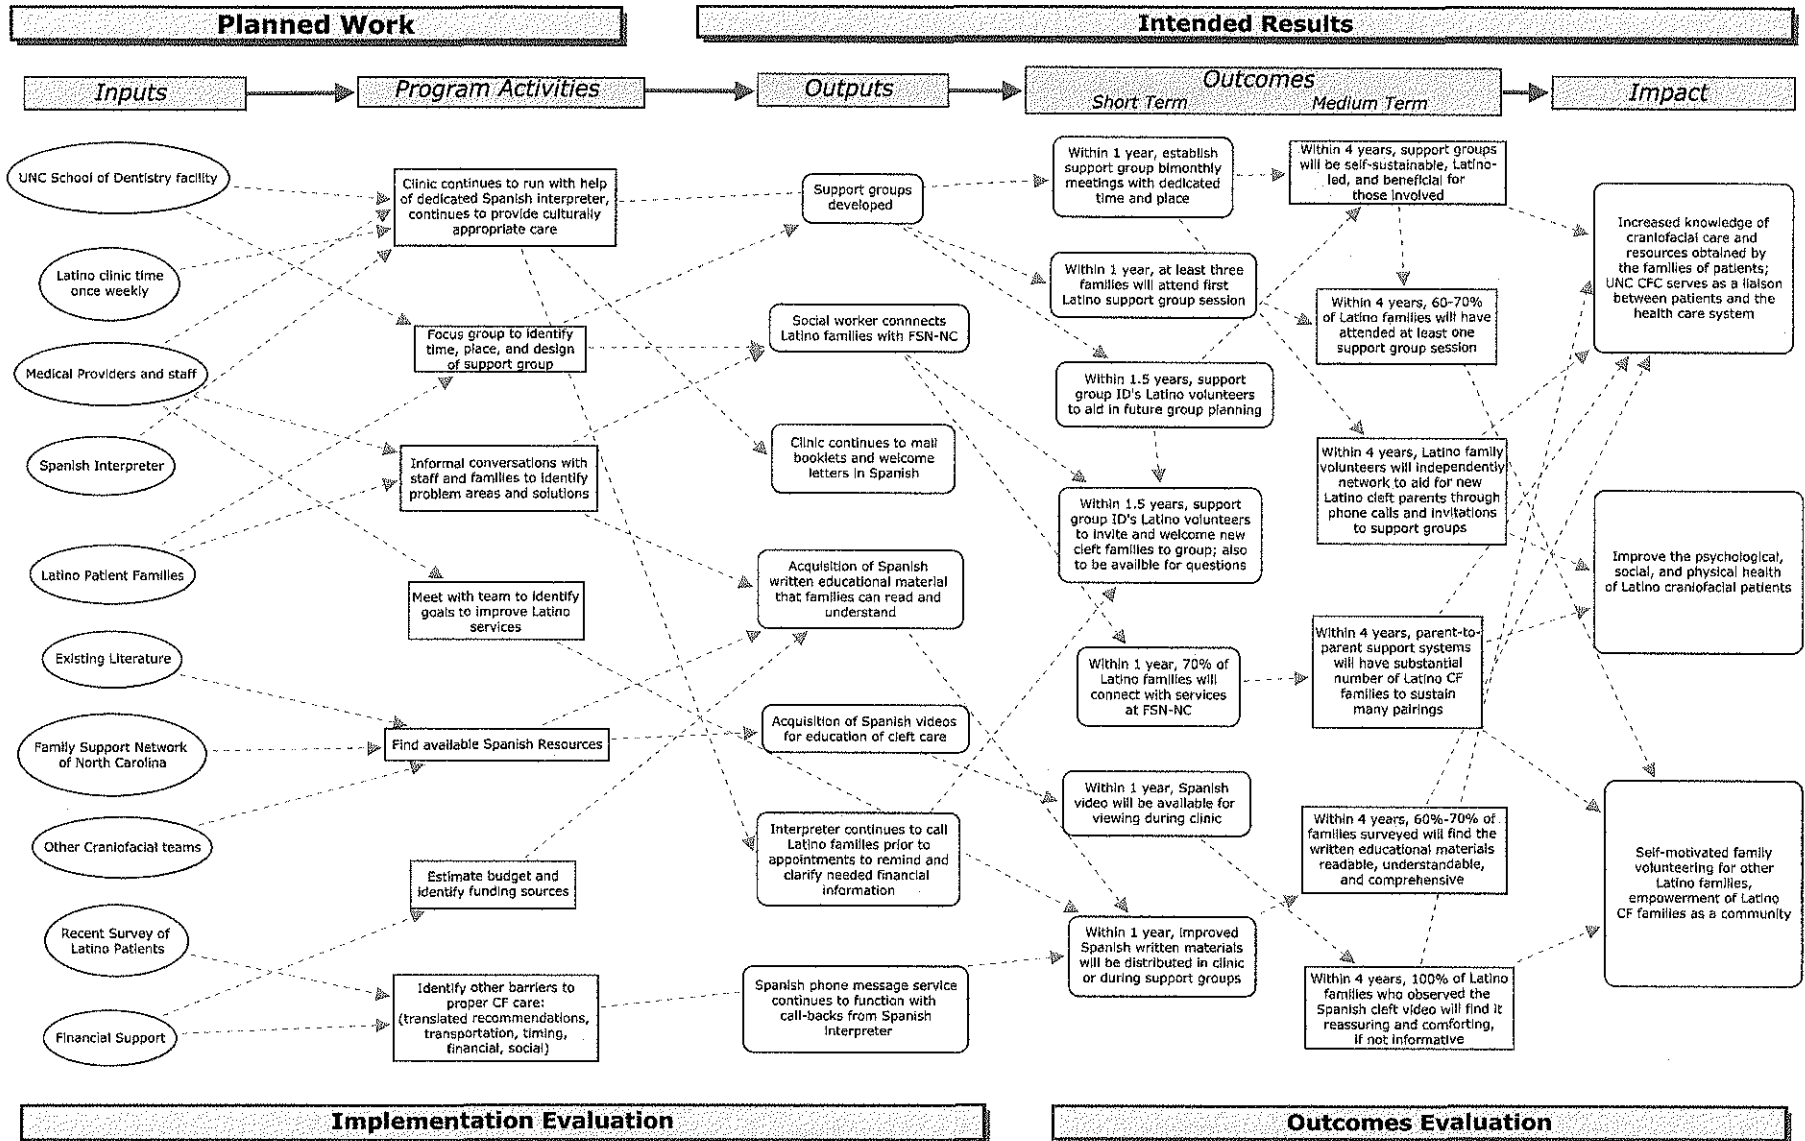 Planned Work
Intended Results
Inputs
Program Activities
Outputs
Outcomes
Short Term
Medium Term
Impact
UNC School of Dentistry facility
Latino clinic time
once weekly
Medical Providers and staff
Spanish Interpreter
Latino Patient Families
Existing Literature
Family Support Network
of North Carolina
Other Craniofacial teams
Recent Survey of
Latino Patients
Financial Support
Clinic continues to run with help
of dedicated Spanish interpreter,
continues to provide culturally
appropriate care
Focus group to identify
time, place, and design
of support group
Informal conversations with
staff and families to identify
problem areas and solutions
Meet with team to identify
goals to improve Latino
services
Find available Spanish Resources
Estimate budget and
identify funding sources
Identify other barriers to
proper CF care:
(translated recommendations,
transportation, timing,
financial, social)
Support groups
developed
Social worker connnects
Latino families with FSN-NC
Clinic continues to mail
booklets and welcome
letters in Spanish
Acquisition of Spanish
written educational material
that families can read and
understand
Acquisition of Spanish videos
for education of cleft care
Interpreter continues to call
Latino families prior to
appointments to remind and
clarify needed financial
information
Spanish phone message service
continues to function with
call-backs from Spanish
Interpreter
Within 1 year, establish
support group bimonthly
meetings with dedicated
time and place
Within 1 year, at least three
families will attend first
Latino support group session
Within 1.5 years, support
group ID's Latino volunteers
to aid in future group planning
Within 1.5 years, support
group ID's Latino volunteers
to invite and welcome new
cleft families to group; also
to be availble for questions
Within 1 year, 70% of
Latino families will
connect with services
at FSN-NC
Within 1 year, Spanish
video will be available for
viewing during clinic
Within 1 year, improved
Spanish written materials
will be distributed in clinic
or during support groups
Within 4 years, support groups
will be self-sustainable, Latino-
led, and beneficial for
those involved
Within 4 years, 60-70%
of Latino families will have
attended at least one
support group session
Within 4 years, Latino family
volunteers will independently
network to aid for new
Latino cleft parents through
phone calls and invitations
to support groups
Within 4 years, parent-to-
parent support systems
will have substantial
number of Latino CF
families to sustain
many pairings
Within 4 years, 60%-70% of
families surveyed will find the
written educational materials
readable, understandable,
and comprehensive
Within 4 years, 100% of Latino
families who observed the
Spanish cleft video will find it
reassuring and comforting,
if not informative
Increased knowledge of
craniofacial care and
resources obtained by
the families of patients;
UNC CFC serves as a liaison
between patients and the
health care system
Improve the psychological,
social, and physical health
of Latino craniofacial patients
Self-motivated family
volunteering for other
Latino families,
empowerment of Latino
CF families as a community
Implementation Evaluation
Outcomes Evaluation